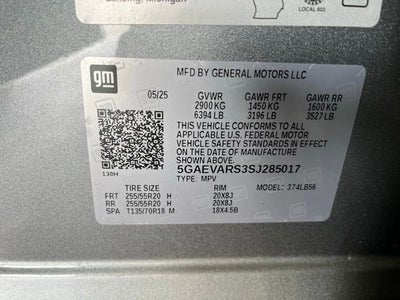 Lansing, Michigan
LOCAL 602
gm
MFD BY GENERAL MOTORS LLC
05/25 GVWR GAWR FRT GAWR RR
2900 KG 1450 KG 1600 KG
6394 LB 3196 LB 3527 LB
THIS VEHICLE CONFORMS TO ALL
APPLICABLE U.S. FEDERAL MOTOR
VEHICLE SAFETY STANDARDS IN EFFECT
ON THE DATE OF MANUFACTURE
SHOWN ABOVE.
5GAEVARS3SJ285017
130H TYPE: MPV MODEL: 374LB56
TIRE SIZE RIM
FRT 255/55R20 H 20X8J
RR 255/55R20 H 20X8J
SPA T135/70R18 M 18X4.5B